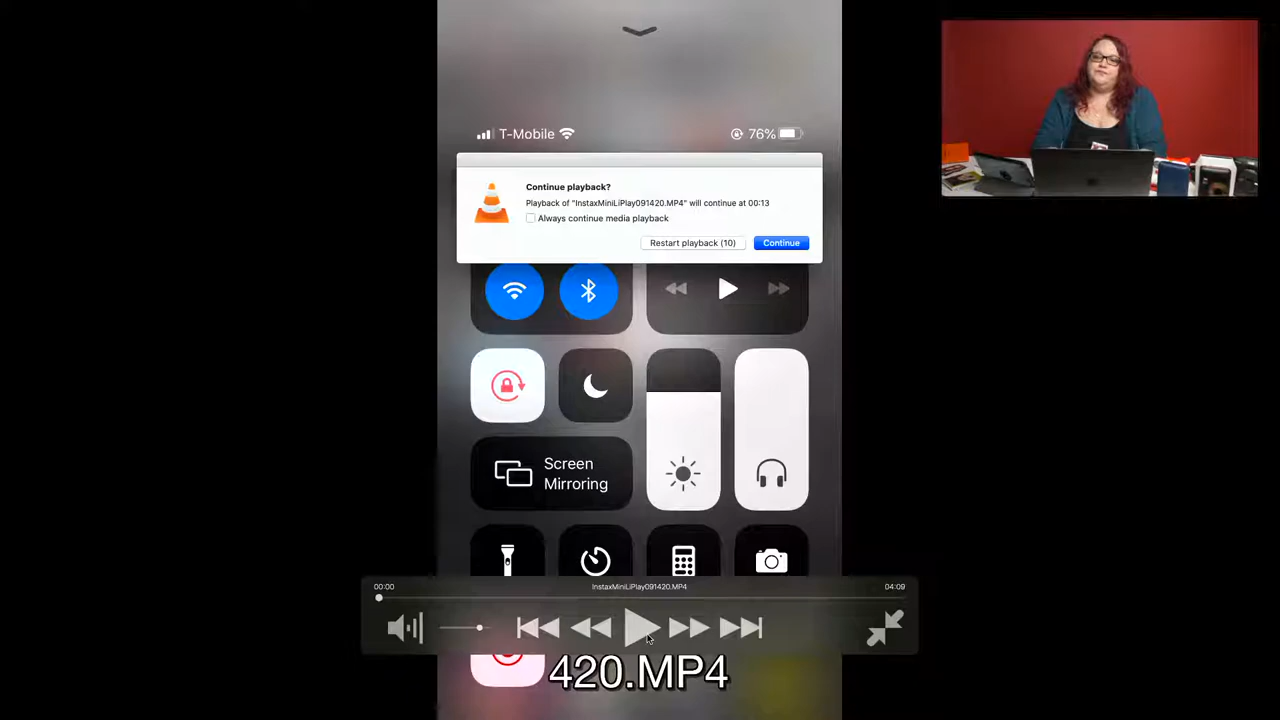 T-Mobile
76%
Continue playback?
Playback of "InstaxMiniLiPlay091420.MP4" will continue at 00:13
Always continue media playback
Restart playback (10)
Continue
Screen
Mirroring
00:00
InstaxMiniLiPlay091420.MP4
04:09
420.MP4